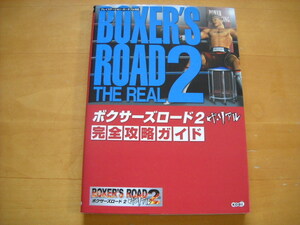 BOXER'S
ROAD 2
THE REAL
ボクサーズロード2 ザ・リアル
完全攻略ガイド
BOXER'S ROAD 2
ボクサーズロード 2